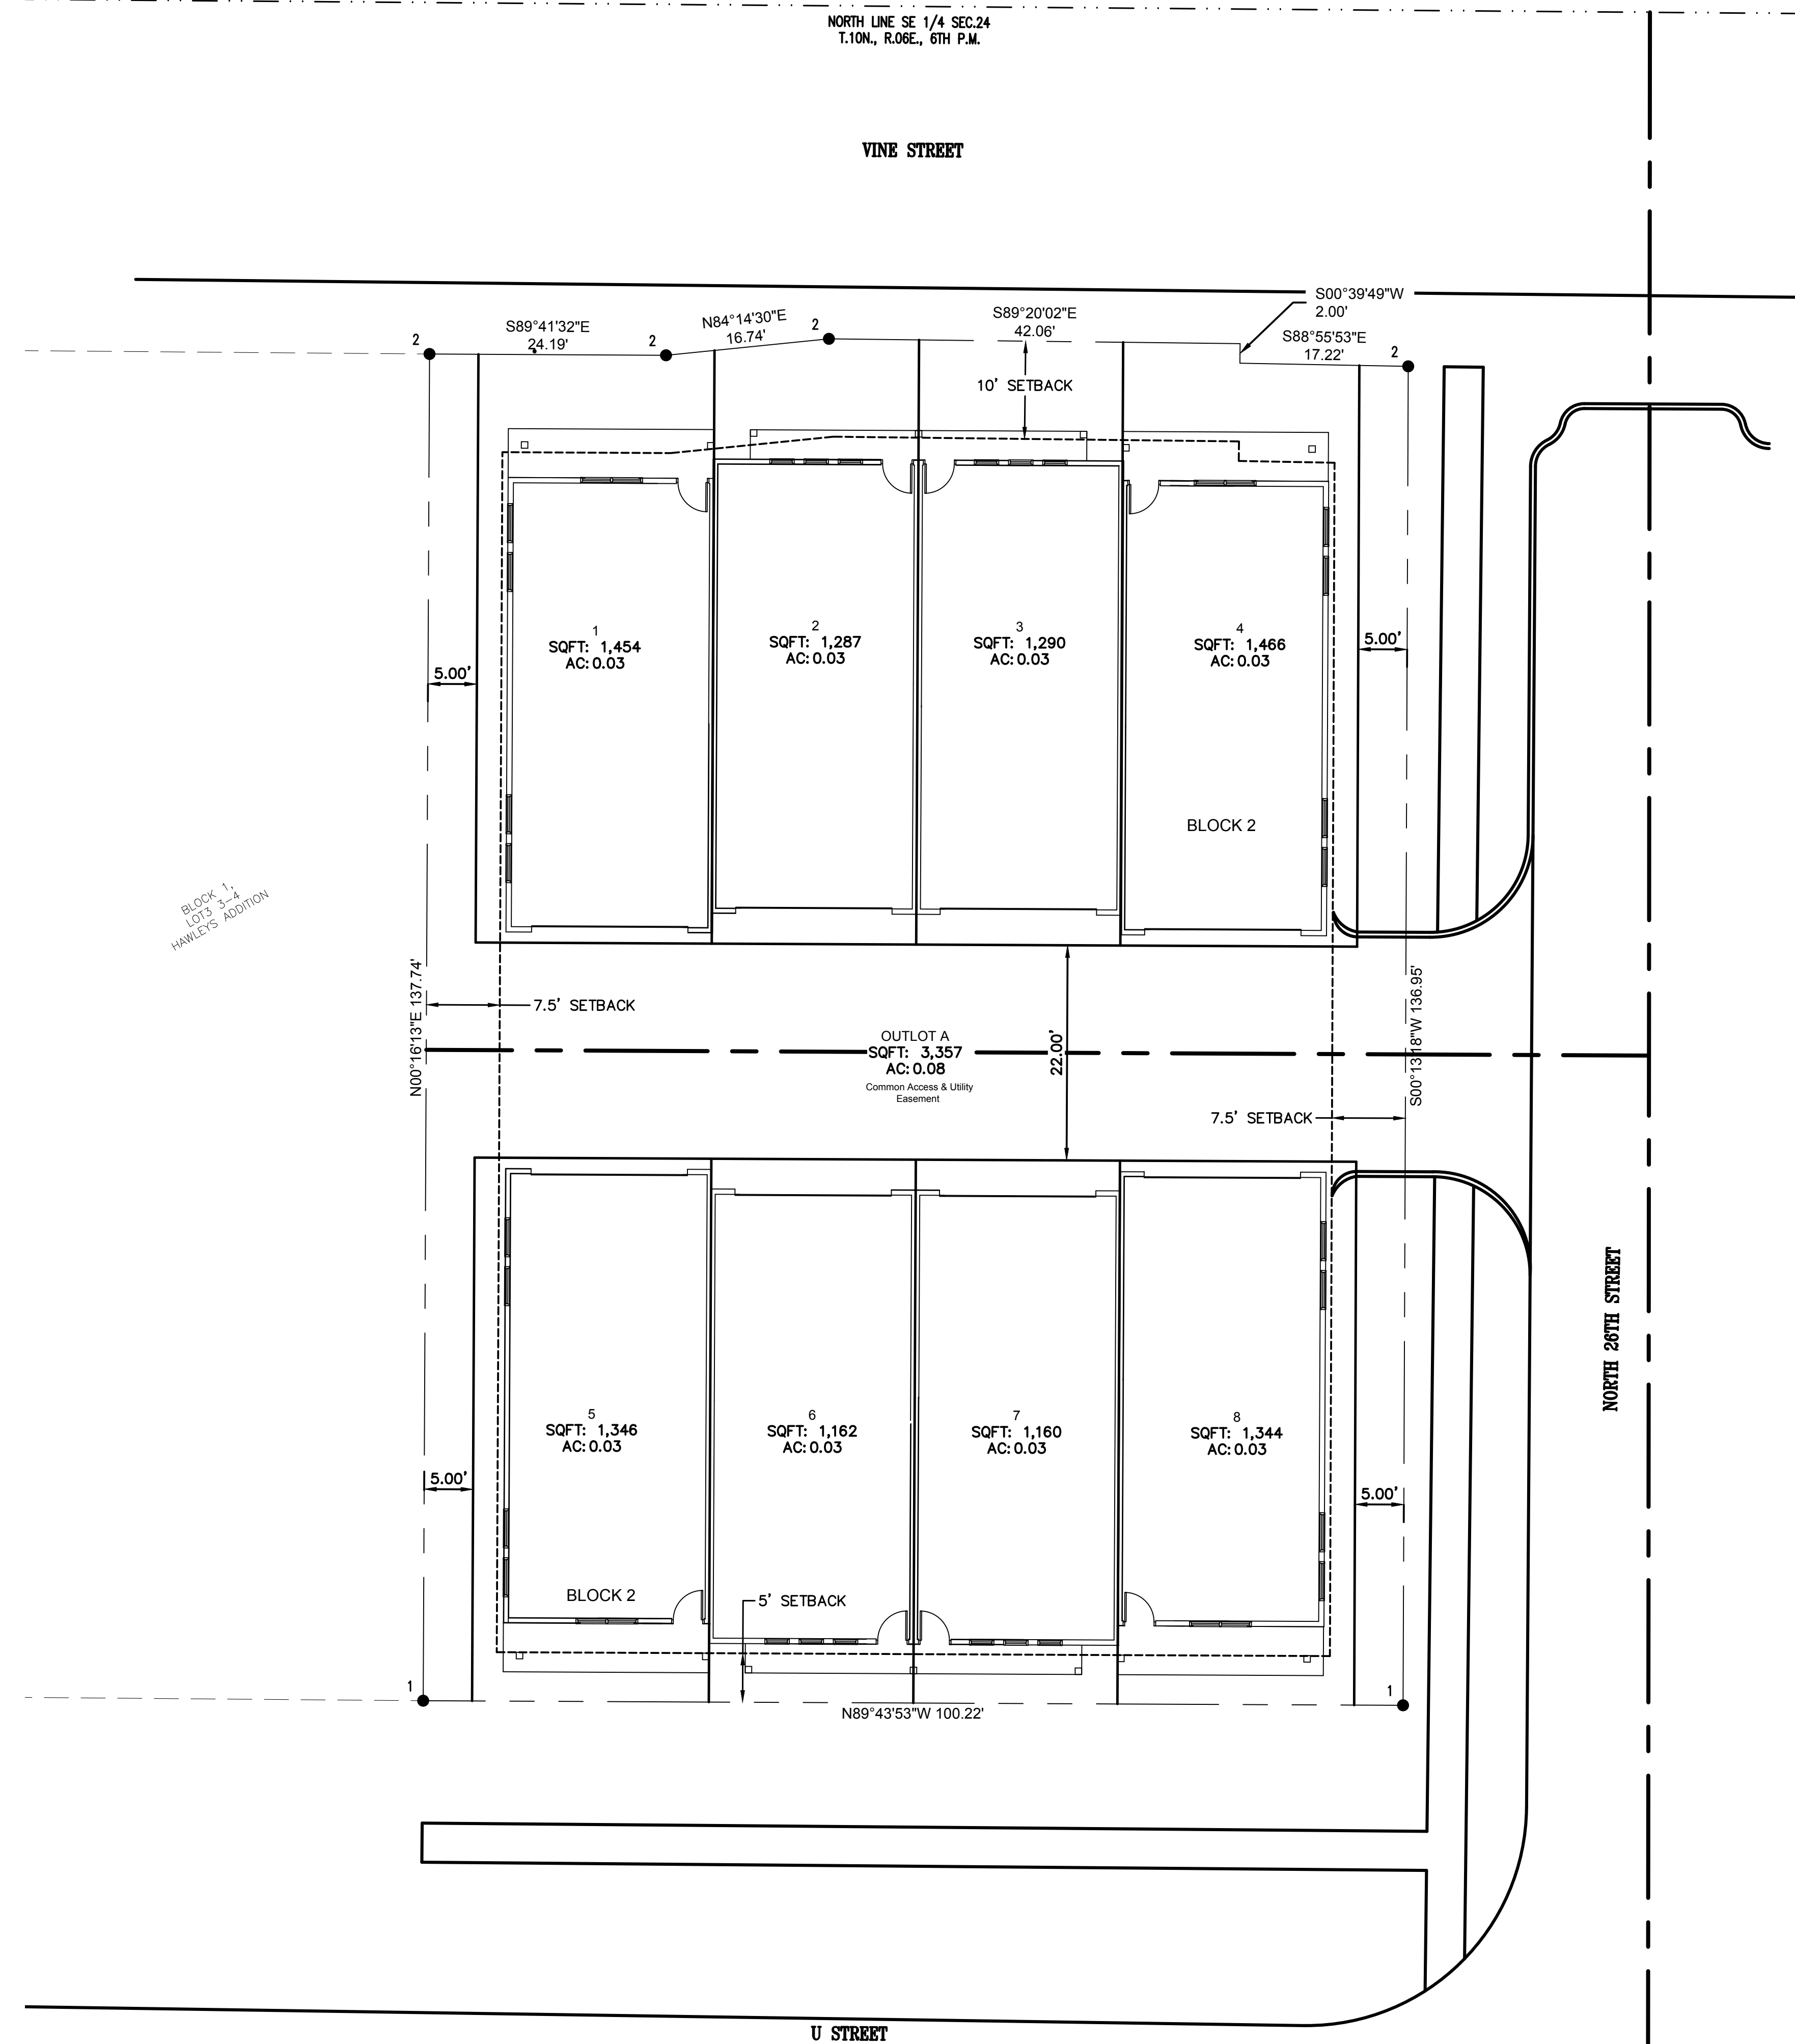 NORTH LINE SE 1/4 SEC.24
T.10N., R.06E., 6TH P.M.
VINE STREET
S00°39'49"W
2.00'
S89°41'32"E
24.19'
N84°14'30"E
16.74'
S89°20'02"E
42.06'
S88°55'53"E
17.22'
2
2
2
2
10' SETBACK
1
SQFT: 1,454
AC: 0.03
2
SQFT: 1,287
AC: 0.03
3
SQFT: 1,290
AC: 0.03
4
SQFT: 1,466
AC: 0.03
5.00'
5.00'
BLOCK 2
BLOCK 1,
LOT3 3-4
HAWLEYS ADDITION
N00°16'13"E 137.74'
7.5' SETBACK
OUTLOT A
SQFT: 3,357
AC: 0.08
Common Access & Utility
Easement
22.00'
S00°13'18"W 136.95'
7.5' SETBACK
NORTH 26TH STREET
5
SQFT: 1,346
AC: 0.03
6
SQFT: 1,162
AC: 0.03
7
SQFT: 1,160
AC: 0.03
8
SQFT: 1,344
AC: 0.03
5.00'
5.00'
BLOCK 2
5' SETBACK
1
1
N89°43'53"W 100.22'
U STREET